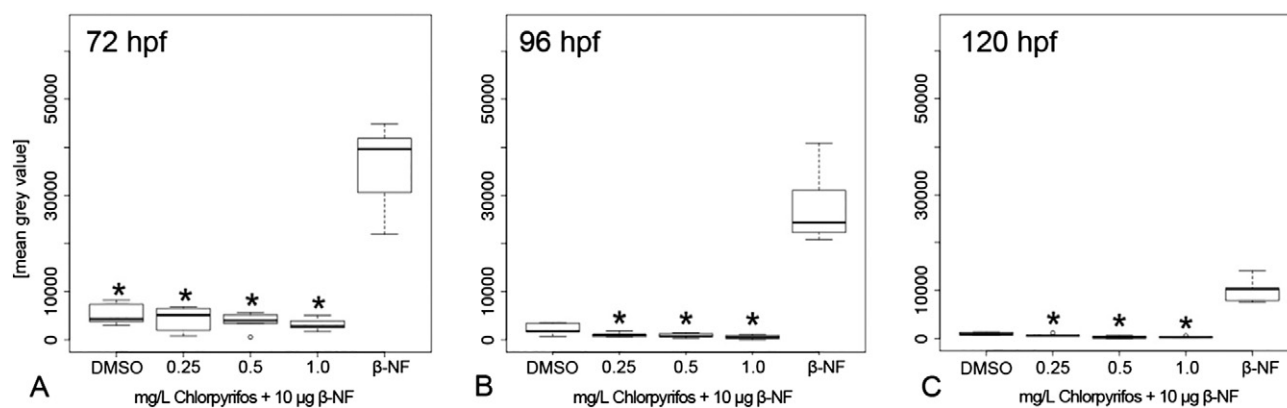 72 hpf
[mean grey value]
50000
30000
10000
0
*
*
*
*
DMSO
0.25
0.5
1.0
β-NF
A
mg/L Chlorpyrifos + 10 µg β-NF
96 hpf
50000
30000
10000
0
*
*
*
DMSO
0.25
0.5
1.0
β-NF
B
mg/L Chlorpyrifos + 10 µg β-NF
120 hpf
50000
30000
10000
0
*
*
*
DMSO
0.25
0.5
1.0
β-NF
C
mg/L Chlorpyrifos + 10 µg β-NF